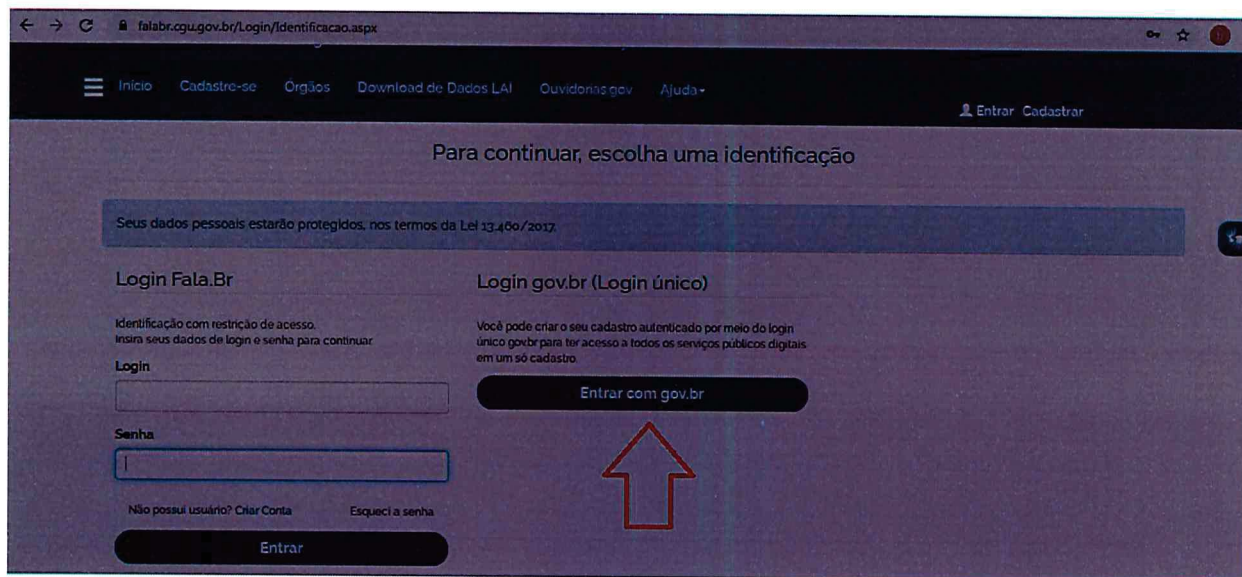 falabr.cgu.gov.br/Login/Identificacao.aspx
Início Cadastre-se Órgãos Download de Dados LAI Ouvidorias.gov Ajuda
Entrar Cadastrar
Para continuar, escolha uma identificação
Seus dados pessoais estarão protegidos, nos termos da Lei 13.460/2017.
Login Fala.Br
Identificação com restrição de acesso.
Insira seus dados de login e senha para continuar
Login
Senha
Não possui usuário? Criar Conta Esqueci a senha
Entrar
Login gov.br (Login único)
Você pode criar o seu cadastro autenticado por meio do login
único gov.br para ter acesso a todos os serviços públicos digitais
em um só cadastro.
Entrar com gov.br